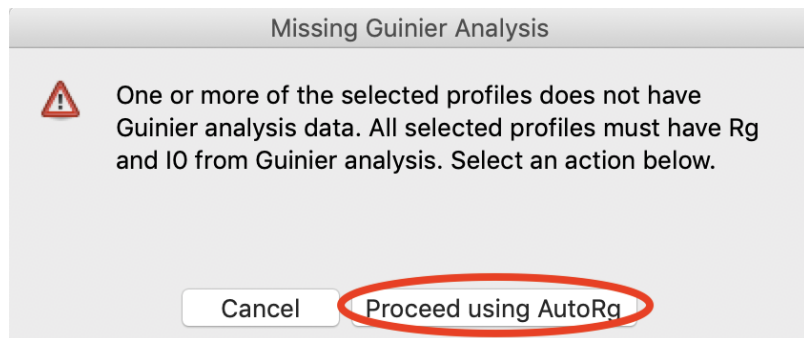 Missing Guinier Analysis
One or more of the selected profiles does not have
Guinier analysis data. All selected profiles must have Rg
and I0 from Guinier analysis. Select an action below.
Cancel
Proceed using AutoRg